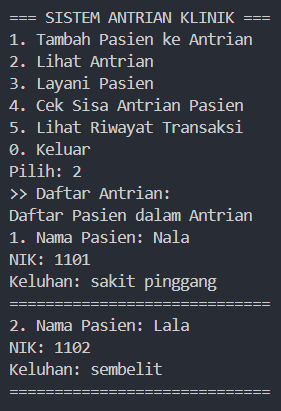 === SISTEM ANTRIAN KLINIK ===
1. Tambah Pasien ke Antrian
2. Lihat Antrian
3. Layani Pasien
4. Cek Sisa Antrian Pasien
5. Lihat Riwayat Transaksi
0. Keluar
Pilih: 2
>> Daftar Antrian:
Daftar Pasien dalam Antrian
1. Nama Pasien: Nala
NIK: 1101
Keluhan: sakit pinggang
=============================
2. Nama Pasien: Lala
NIK: 1102
Keluhan: sembelit
=============================